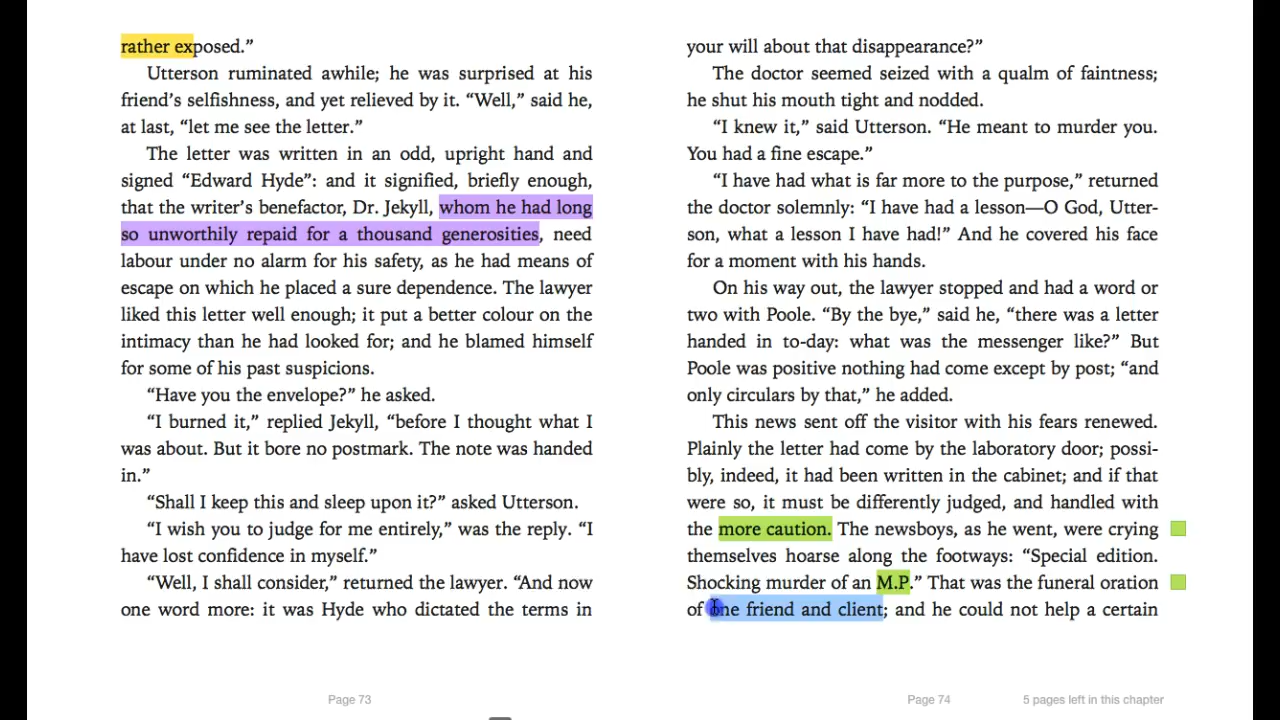 rather exposed.”
Utterson ruminated awhile; he was surprised at his
friend’s selfishness, and yet relieved by it. “Well,” said he,
at last, “let me see the letter.”
The letter was written in an odd, upright hand and
signed “Edward Hyde”: and it signified, briefly enough,
that the writer’s benefactor, Dr. Jekyll, whom he had long
so unworthily repaid for a thousand generosities, need
labour under no alarm for his safety, as he had means of
escape on which he placed a sure dependence. The lawyer
liked this letter well enough; it put a better colour on the
intimacy than he had looked for; and he blamed himself
for some of his past suspicions.
“Have you the envelope?” he asked.
“I burned it,” replied Jekyll, “before I thought what I
was about. But it bore no postmark. The note was handed
in.”
“Shall I keep this and sleep upon it?” asked Utterson.
“I wish you to judge for me entirely,” was the reply. “I
have lost confidence in myself.”
“Well, I shall consider,” returned the lawyer. “And now
one word more: it was Hyde who dictated the terms in
Page 73
your will about that disappearance?”
The doctor seemed seized with a qualm of faintness;
he shut his mouth tight and nodded.
“I knew it,” said Utterson. “He meant to murder you.
You had a fine escape.”
“I have had what is far more to the purpose,” returned
the doctor solemnly: “I have had a lesson—O God, Utter-
son, what a lesson I have had!” And he covered his face
for a moment with his hands.
On his way out, the lawyer stopped and had a word or
two with Poole. “By the bye,” said he, “there was a letter
handed in to-day: what was the messenger like?” But
Poole was positive nothing had come except by post; “and
only circulars by that,” he added.
This news sent off the visitor with his fears renewed.
Plainly the letter had come by the laboratory door; possi-
bly, indeed, it had been written in the cabinet; and if that
were so, it must be differently judged, and handled with
the more caution. The newsboys, as he went, were crying
themselves hoarse along the footways: “Special edition.
Shocking murder of an M.P.” That was the funeral oration
of one friend and client; and he could not help a certain
Page 74
5 pages left in this chapter